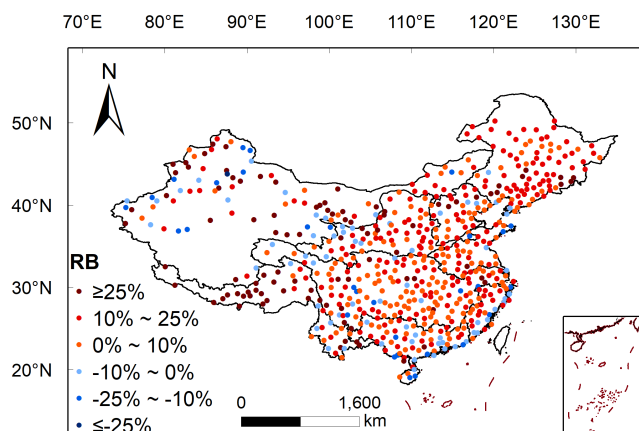 70°E 80°E 90°E 100°E 110°E 120°E 130°E
N
50°N
40°N
30°N
20°N
RB
≥25%
10% ~ 25%
0% ~ 10%
-10% ~ 0%
-25% ~ -10%
≤-25%
0 1,600
km